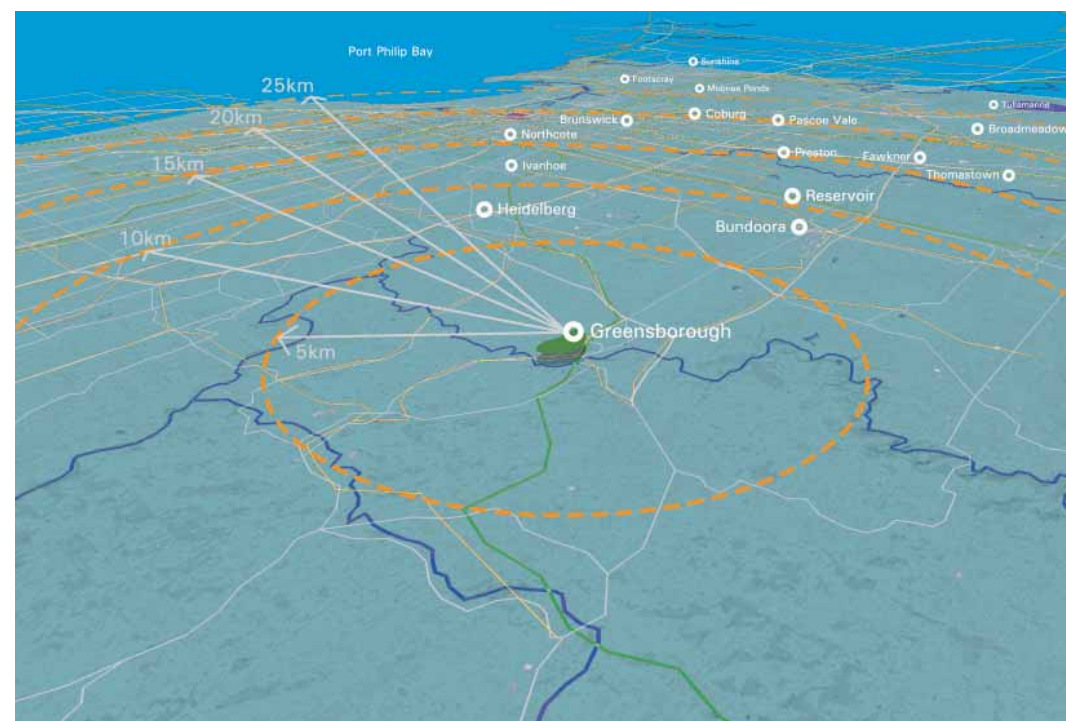 Port Philip Bay
Sunshine
Footscray
Moonee Ponds
25km
20km
Tullamarine
Brunswick
Coburg
Pascoe Vale
Broadmeadow
Northcote
15km
Ivanhoe
Preston
Fawkner
Thomastown
Heidelberg
Reservoir
Bundoora
10km
Greensborough
5km